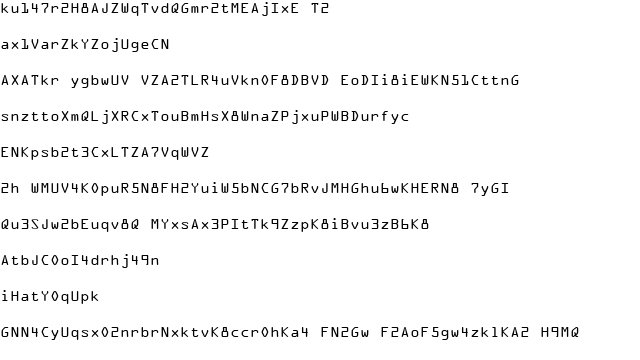 ku147r2H8AJZWqTvdQGmr2tMEAjIxE T2
ax1VarZkYZojUgeCN
AXATkr ygbwUV VZA2TLR4uVkn0F8DBVD EoDIi8iEWKN51CttnG
snzttoXmQLjXRCxTouBmHsX8WnaZPjxuPWBDurfyc
ENKpsb2t3CxLTZA7VqWVZ
2h WMUV4K0puR5N8FH2YuiW5bNCG7bRvJMHGhu6wKHERN8 7yGI
Qu3SJw2bEuqv8Q MYxsAx3PItTk9ZzpK8iBvu3zB6K8
AtbJC0oI4drhj49n
iHatY0qUpk
GNN4CyUqsx02nrbrNxktvK8ccr0hKa4 FN2Gw F2AoF5gw4zk1KA2 H9MQ